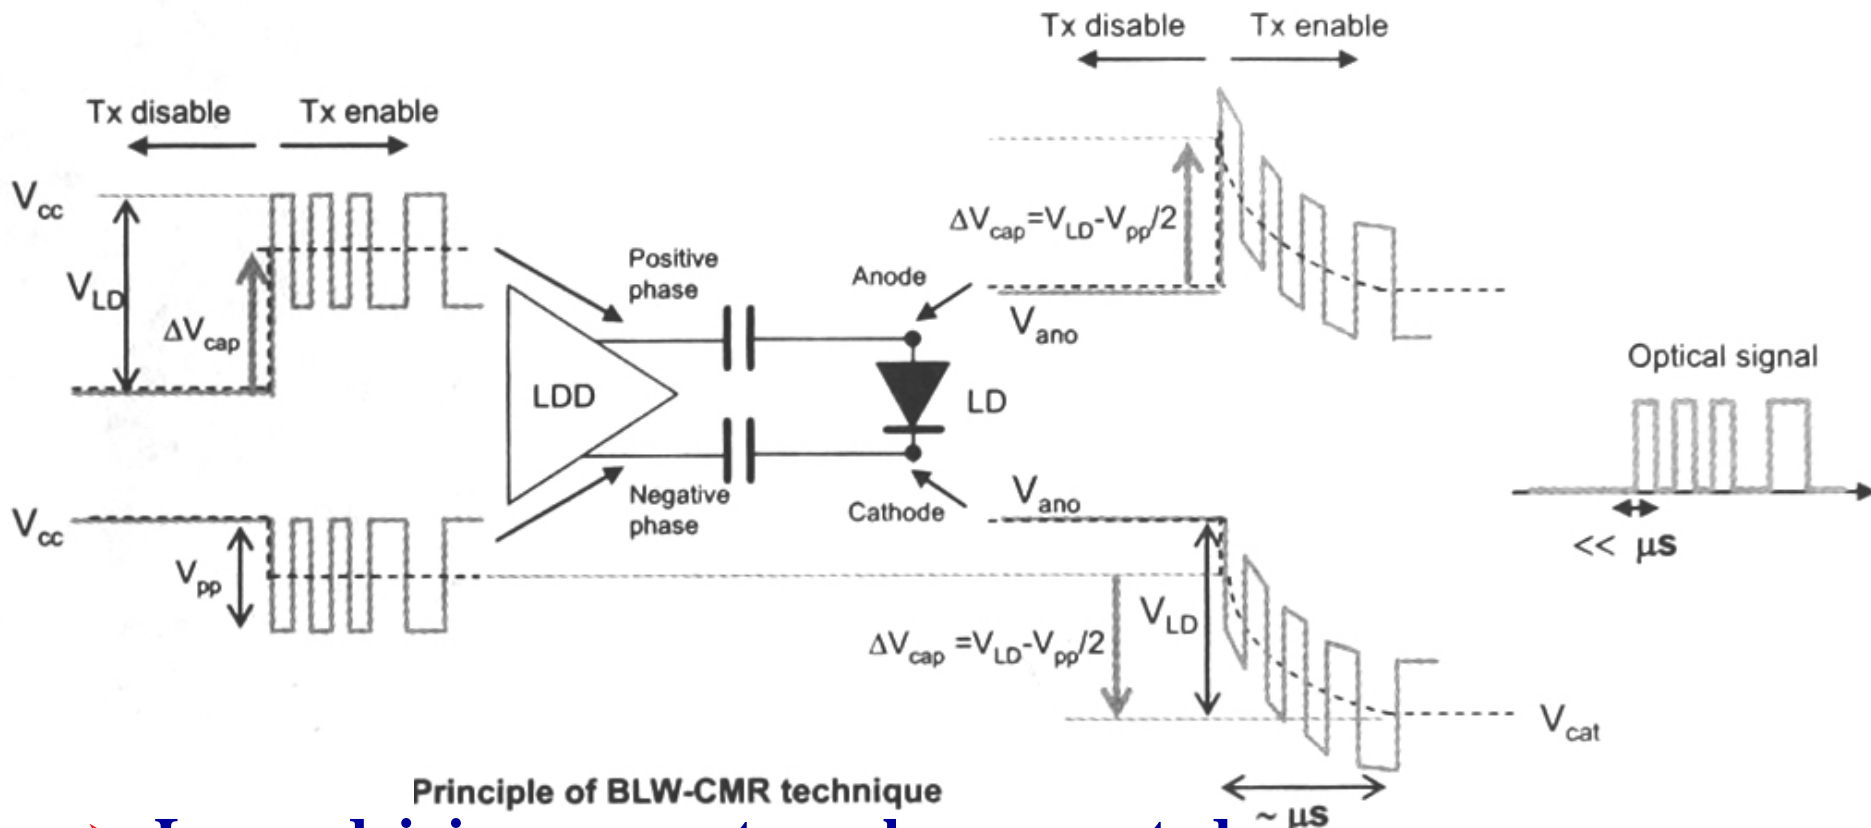 Tx disable Tx enable
Tx disable Tx enable
Vcc
VLD
ΔVcap
Positive
phase
Anode
ΔVcap=VLD-Vpp/2
Vano
LDD
LD
Optical signal
Vcc
Vpp
Negative
phase
Cathode
Vano
<< μs
ΔVcap =VLD-Vpp/2
VLD
Vcat
Principle of BLW-CMR technique
~ μs